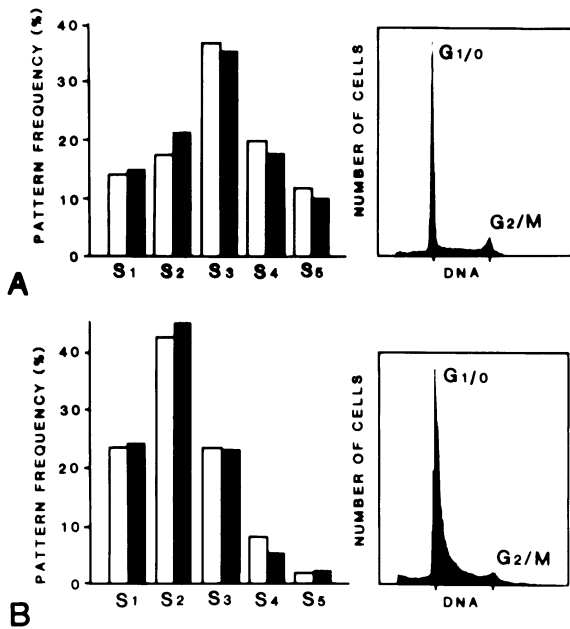 PATTERN FREQUENCY (%)
40
30
20
10
0
S1 S2 S3 S4 S5
NUMBER OF CELLS
G1/0
G2/M
DNA
A
PATTERN FREQUENCY (%)
40
30
20
10
0
S1 S2 S3 S4 S5
NUMBER OF CELLS
G1/0
G2/M
DNA
B